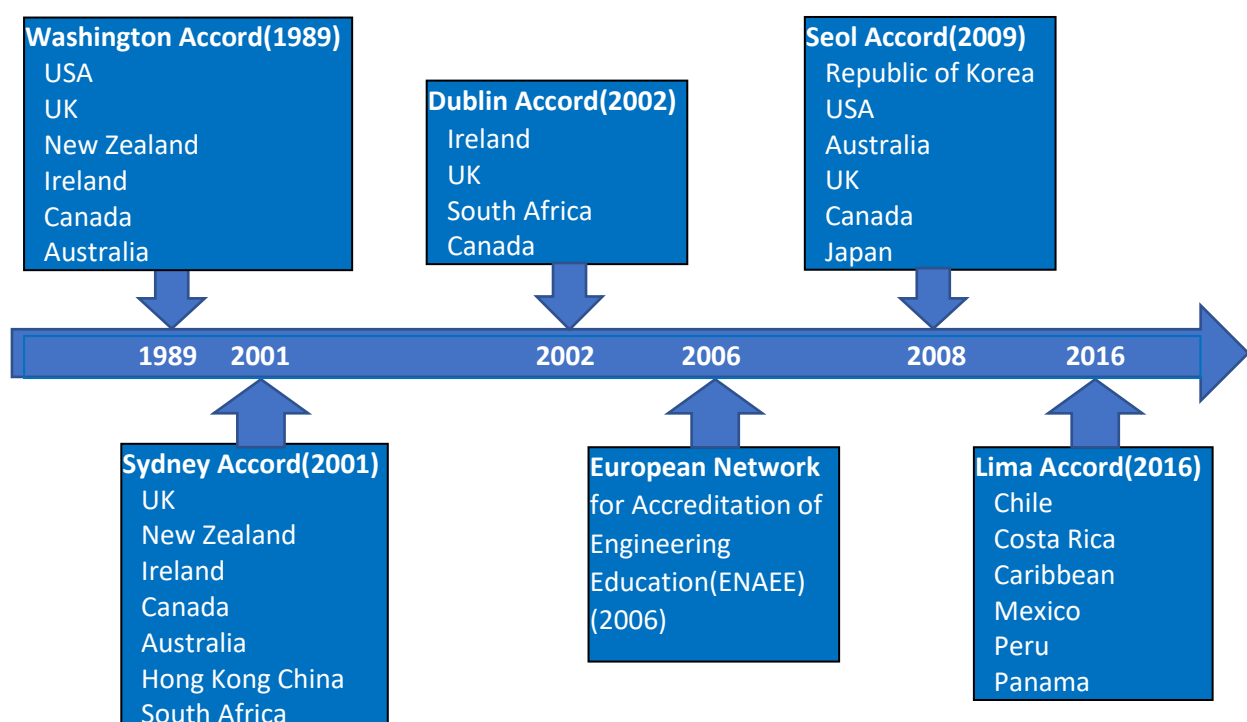 Washington Accord(1989)
USA
UK
New Zealand
Ireland
Canada
Australia
Dublin Accord(2002)
Ireland
UK
South Africa
Canada
Seol Accord(2009)
Republic of Korea
USA
Australia
UK
Canada
Japan
1989 2001 2002 2006 2008 2016
Sydney Accord(2001)
UK
New Zealand
Ireland
Canada
Australia
Hong Kong China
South Africa
European Network
for Accreditation of
Engineering
Education(ENAEE)
(2006)
Lima Accord(2016)
Chile
Costa Rica
Caribbean
Mexico
Peru
Panama